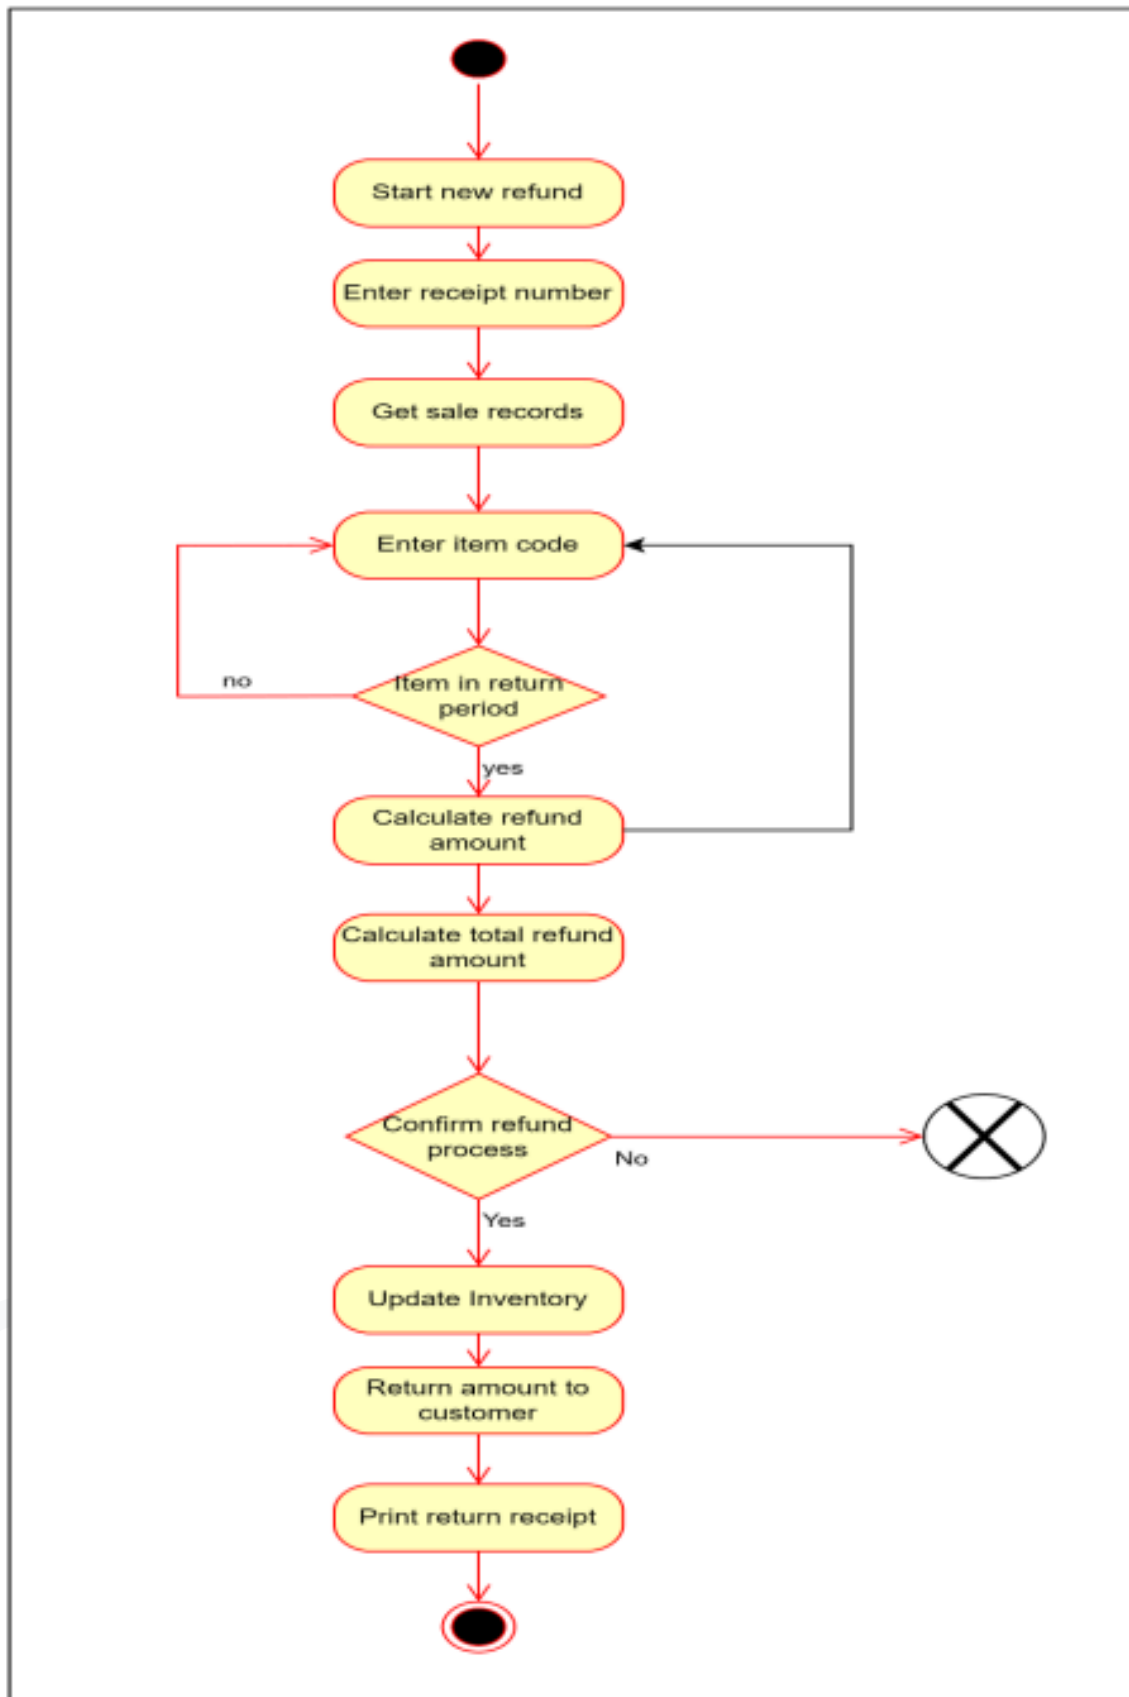 Start new refund
Enter receipt number
Get sale records
Enter item code
Item in return
period
no
yes
Calculate refund
amount
Calculate total refund
amount
Confirm refund
process
No
Yes
Update Inventory
Return amount to
customer
Print return receipt